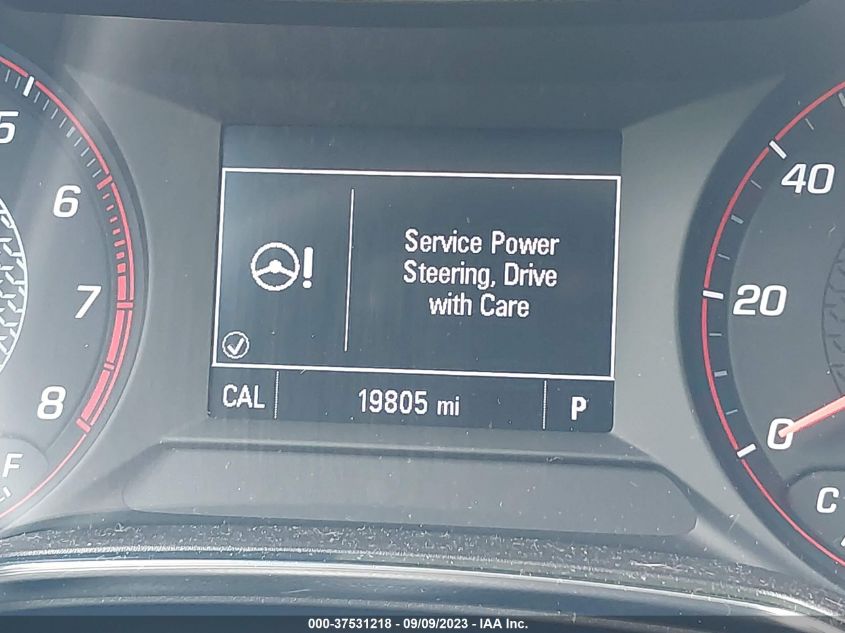 5
6
7
8
F
Service Power
Steering, Drive
with Care
CAL
19805 mi
P
40
20
0
C
000-37531218 - 09/09/2023 - IAA Inc.